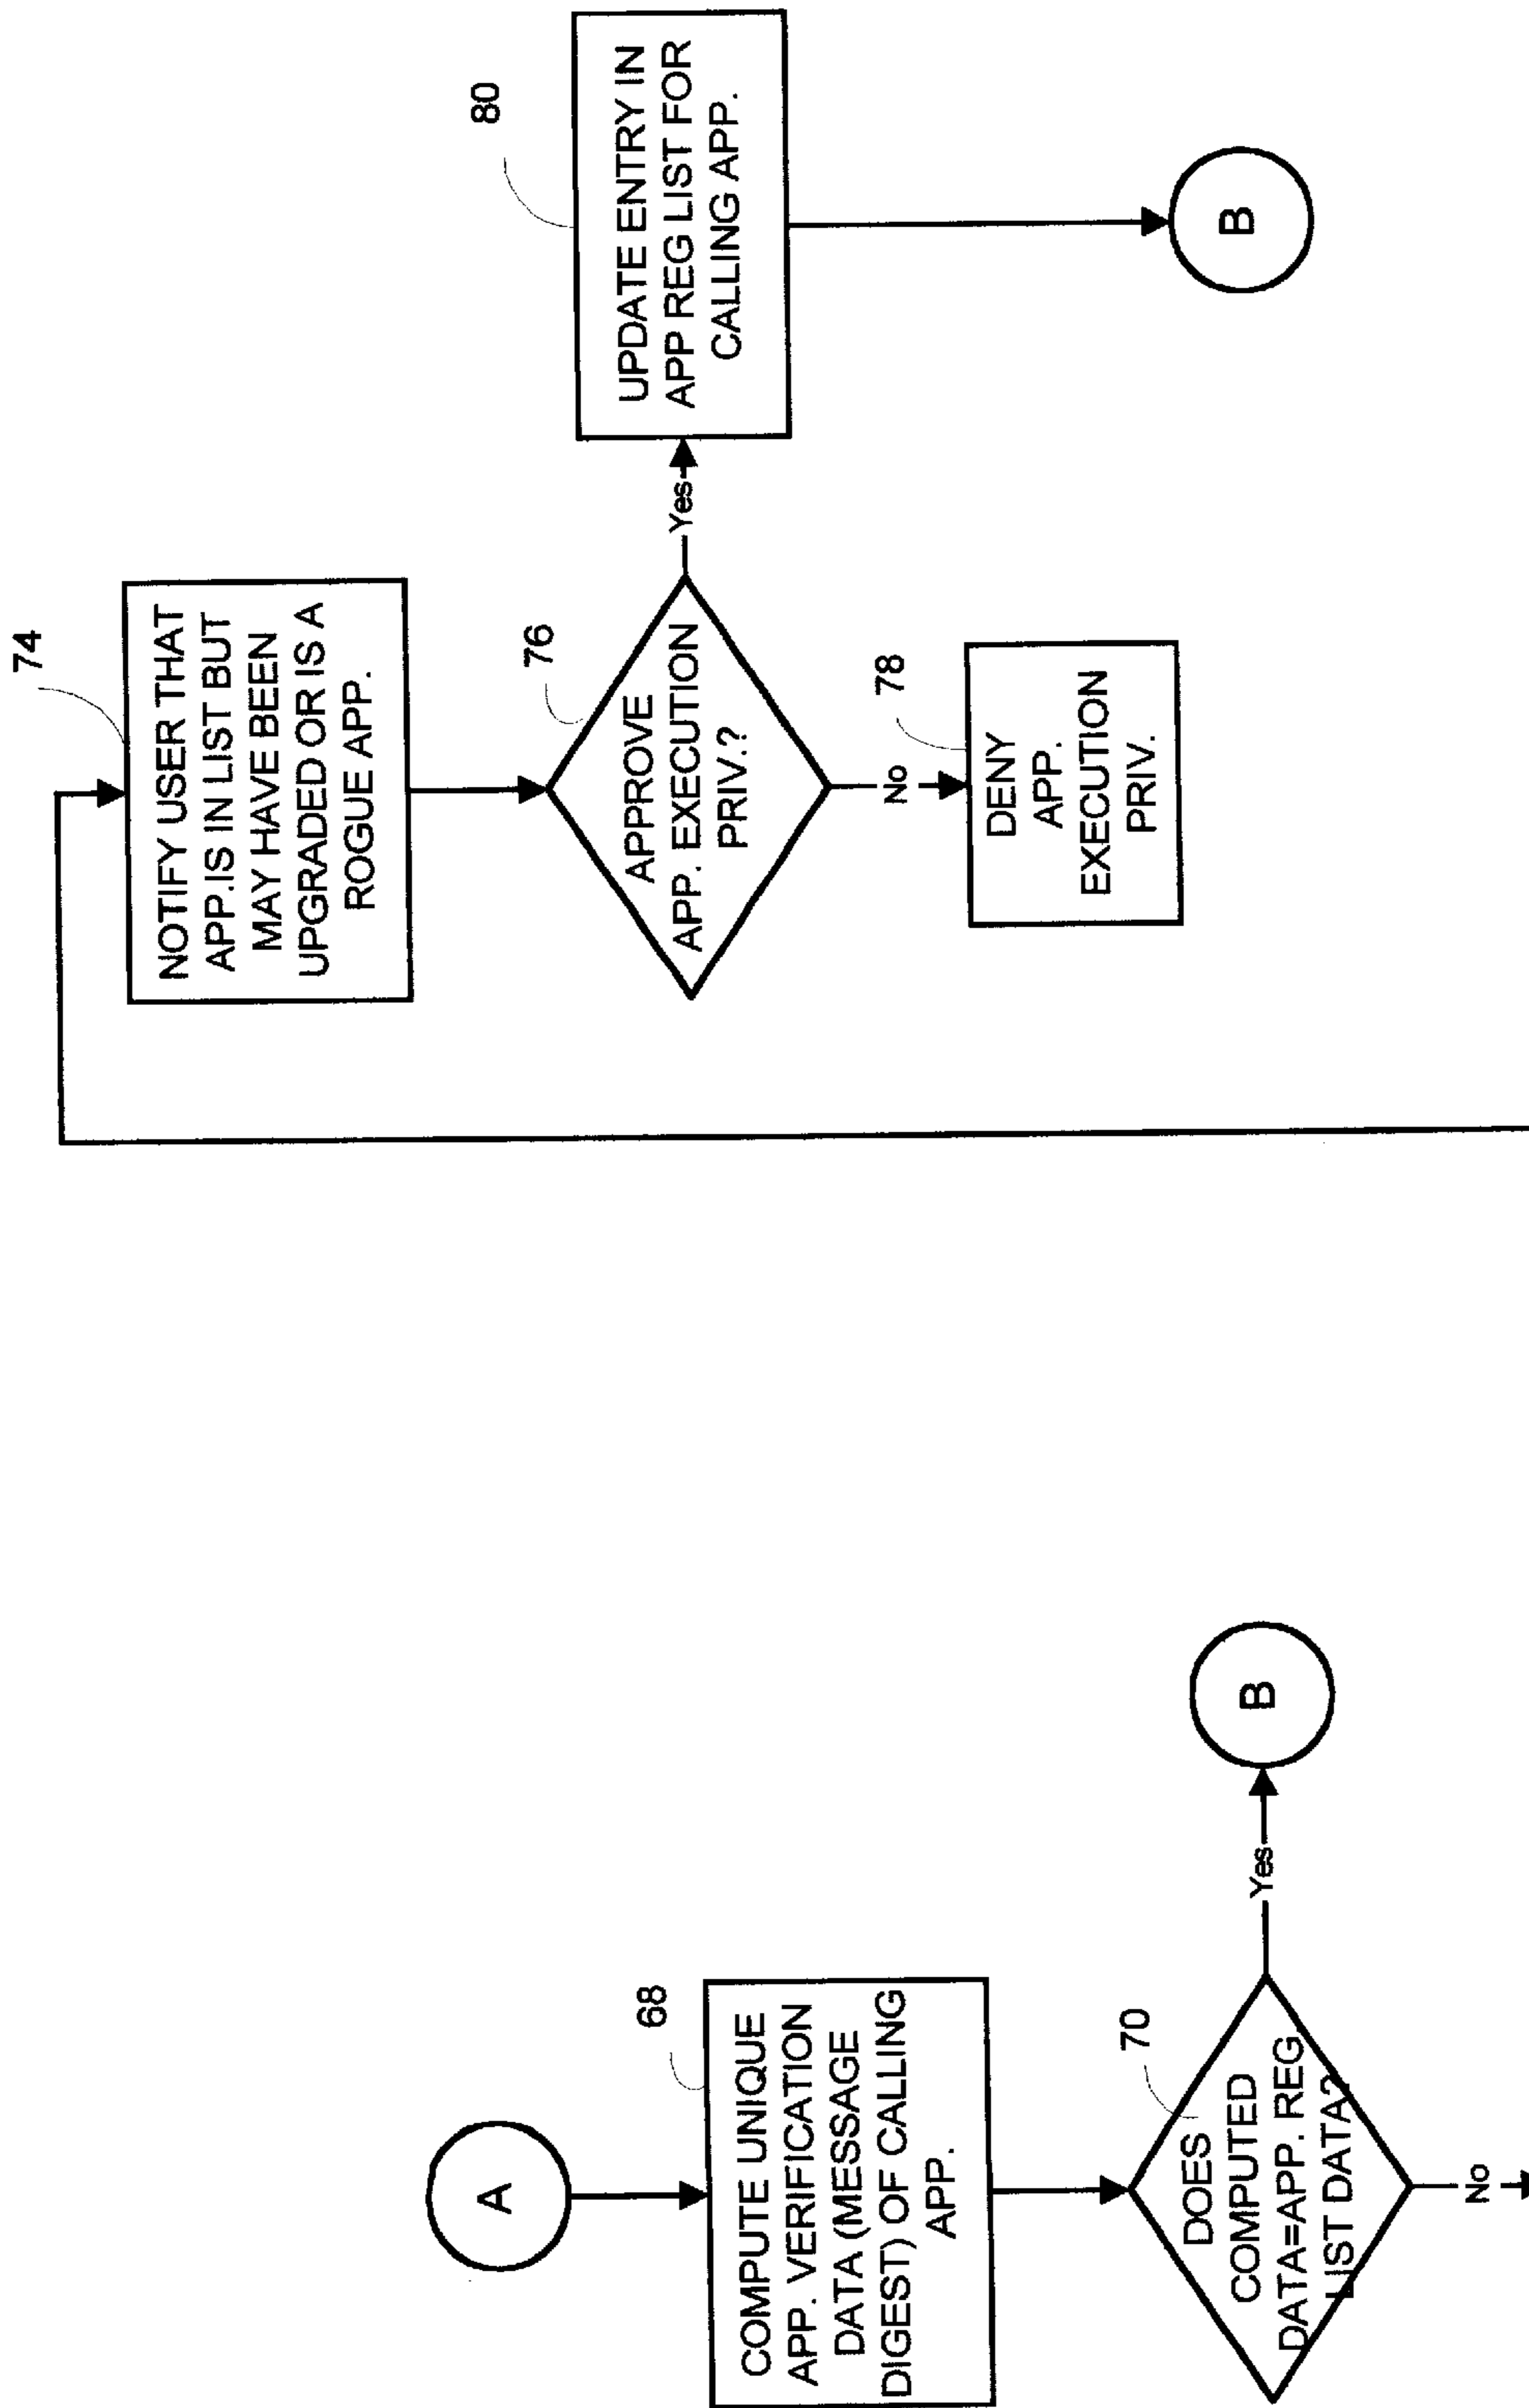 A
68
COMPUTE UNIQUE
APP. VERIFICATION
DATA (MESSAGE
DIGEST) OF CALLING
APP.
70
DOES
COMPUTED
DATA=APP. REG
LIST DATA?
Yes
B
No
74
NOTIFY USER THAT
APP.IS IN LIST BUT
MAY HAVE BEEN
UPGRADED OR IS A
ROGUE APP.
76
APPROVE
APP. EXECUTION
PRIV.?
Yes
No
78
DENY
APP.
EXECUTION
PRIV.
80
UPDATE ENTRY IN
APP REG LIST FOR
CALLING APP.
B